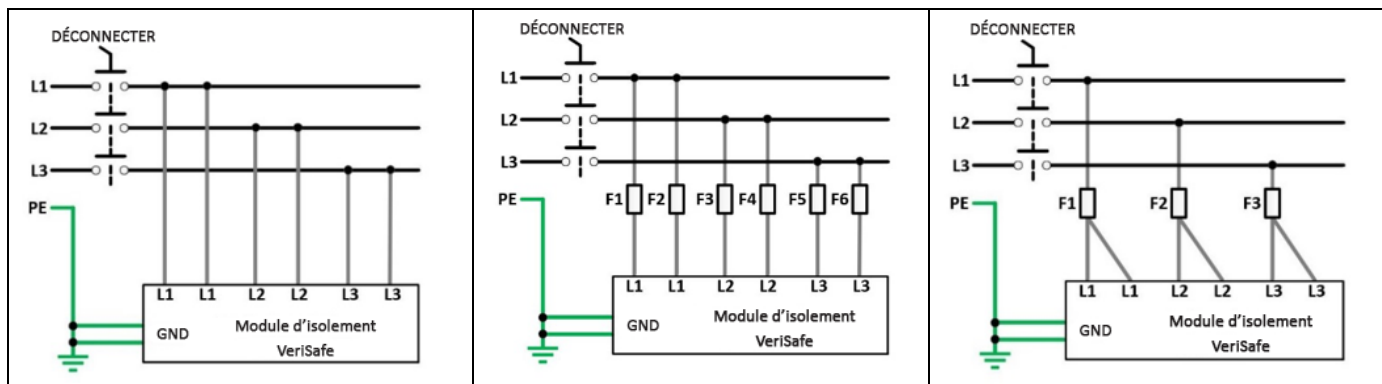 DÉCONNECTER
L1
L2
L3
PE
L1 L1 L2 L2 L3 L3
GND
Module d'isolement
VeriSafe
DÉCONNECTER
L1
L2
L3
PE
F1 F2 F3 F4 F5 F6
L1 L1 L2 L2 L3 L3
GND
Module d'isolement
VeriSafe
DÉCONNECTER
L1
L2
L3
PE
F1 F2 F3
L1 L1 L2 L2 L3 L3
GND
Module d'isolement
VeriSafe